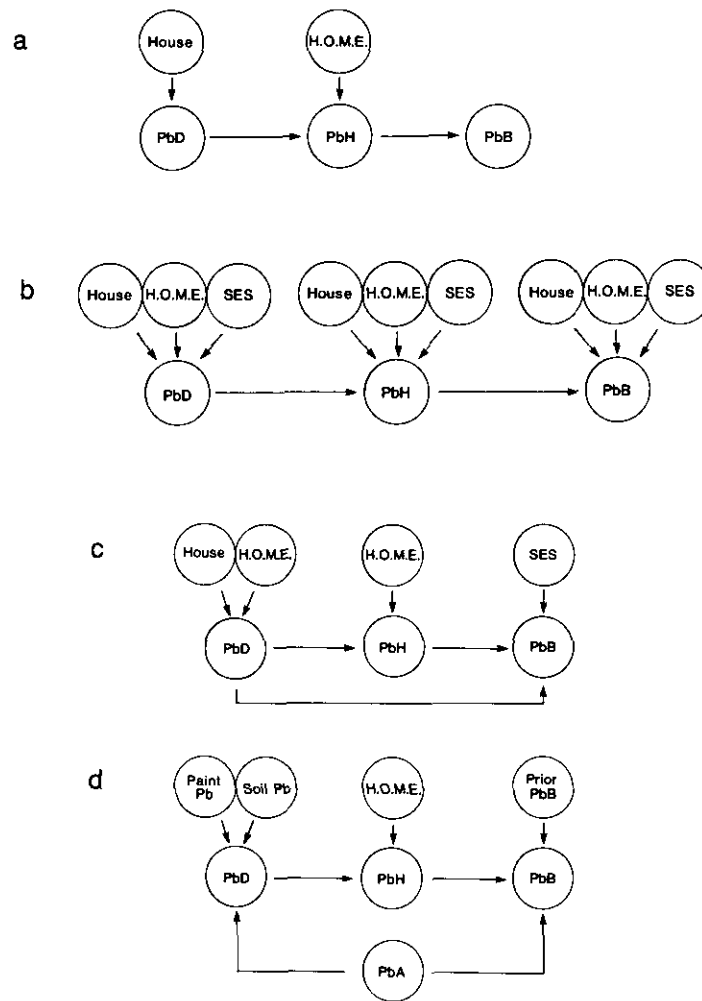 a
House
H.O.M.E.
PbD
PbH
PbB
b
House
H.O.M.E.
SES
House
H.O.M.E.
SES
House
H.O.M.E.
SES
PbD
PbH
PbB
c
House
H.O.M.E.
H.O.M.E.
SES
PbD
PbH
PbB
d
Paint
Pb
Soil Pb
H.O.M.E.
Prior
PbB
PbD
PbH
PbB
PbA